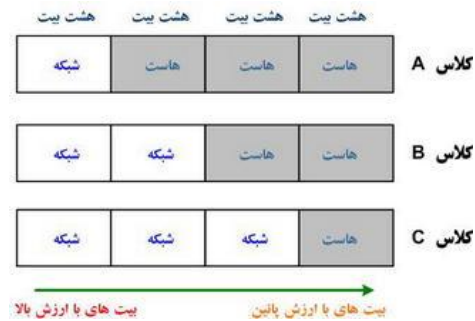 هشت بیت هشت بیت هشت بیت هشت بیت
شبکه هاست هاست هاست کلاس A
شبکه شبکه هاست هاست کلاس B
شبکه شبکه شبکه هاست کلاس C
بیت های با ارزش بالا بیت های با ارزش پائین